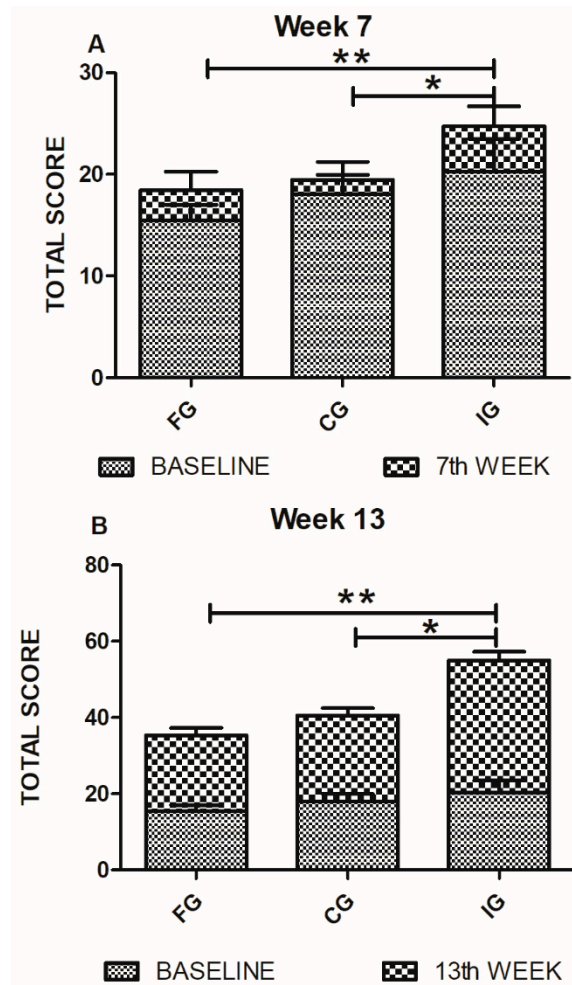 A
Week 7
**
*
30
20
10
0
TOTAL SCORE
FG
CG
IG
BASELINE
7th WEEK
B
Week 13
**
*
80
60
40
20
0
TOTAL SCORE
FG
CG
IG
BASELINE
13th WEEK